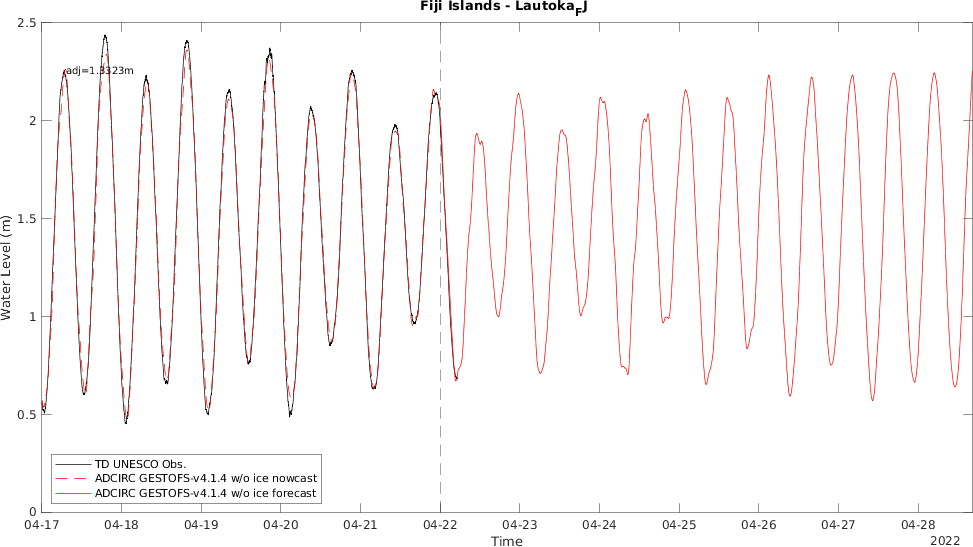 Fiji Islands - LautokaFJ
2.5
adj=1.3323m
2
1.5
Water Level (m)
1
0.5
0
TD UNESCO Obs.
ADCIRC GESTOFS-v4.1.4 w/o ice nowcast
ADCIRC GESTOFS-v4.1.4 w/o ice forecast
04-17 04-18 04-19 04-20 04-21 04-22 04-23 04-24 04-25 04-26 04-27 04-28
Time
2022